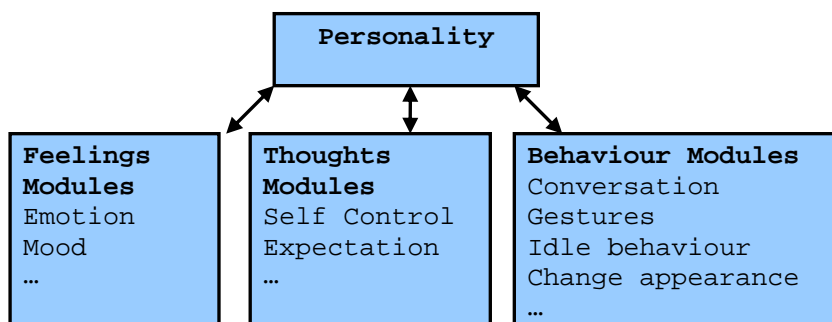 Personality
Feelings
Modules
Emotion
Mood
…
Thoughts
Modules
Self Control
Expectation
…
Behaviour Modules
Conversation
Gestures
Idle behaviour
Change appearance
…